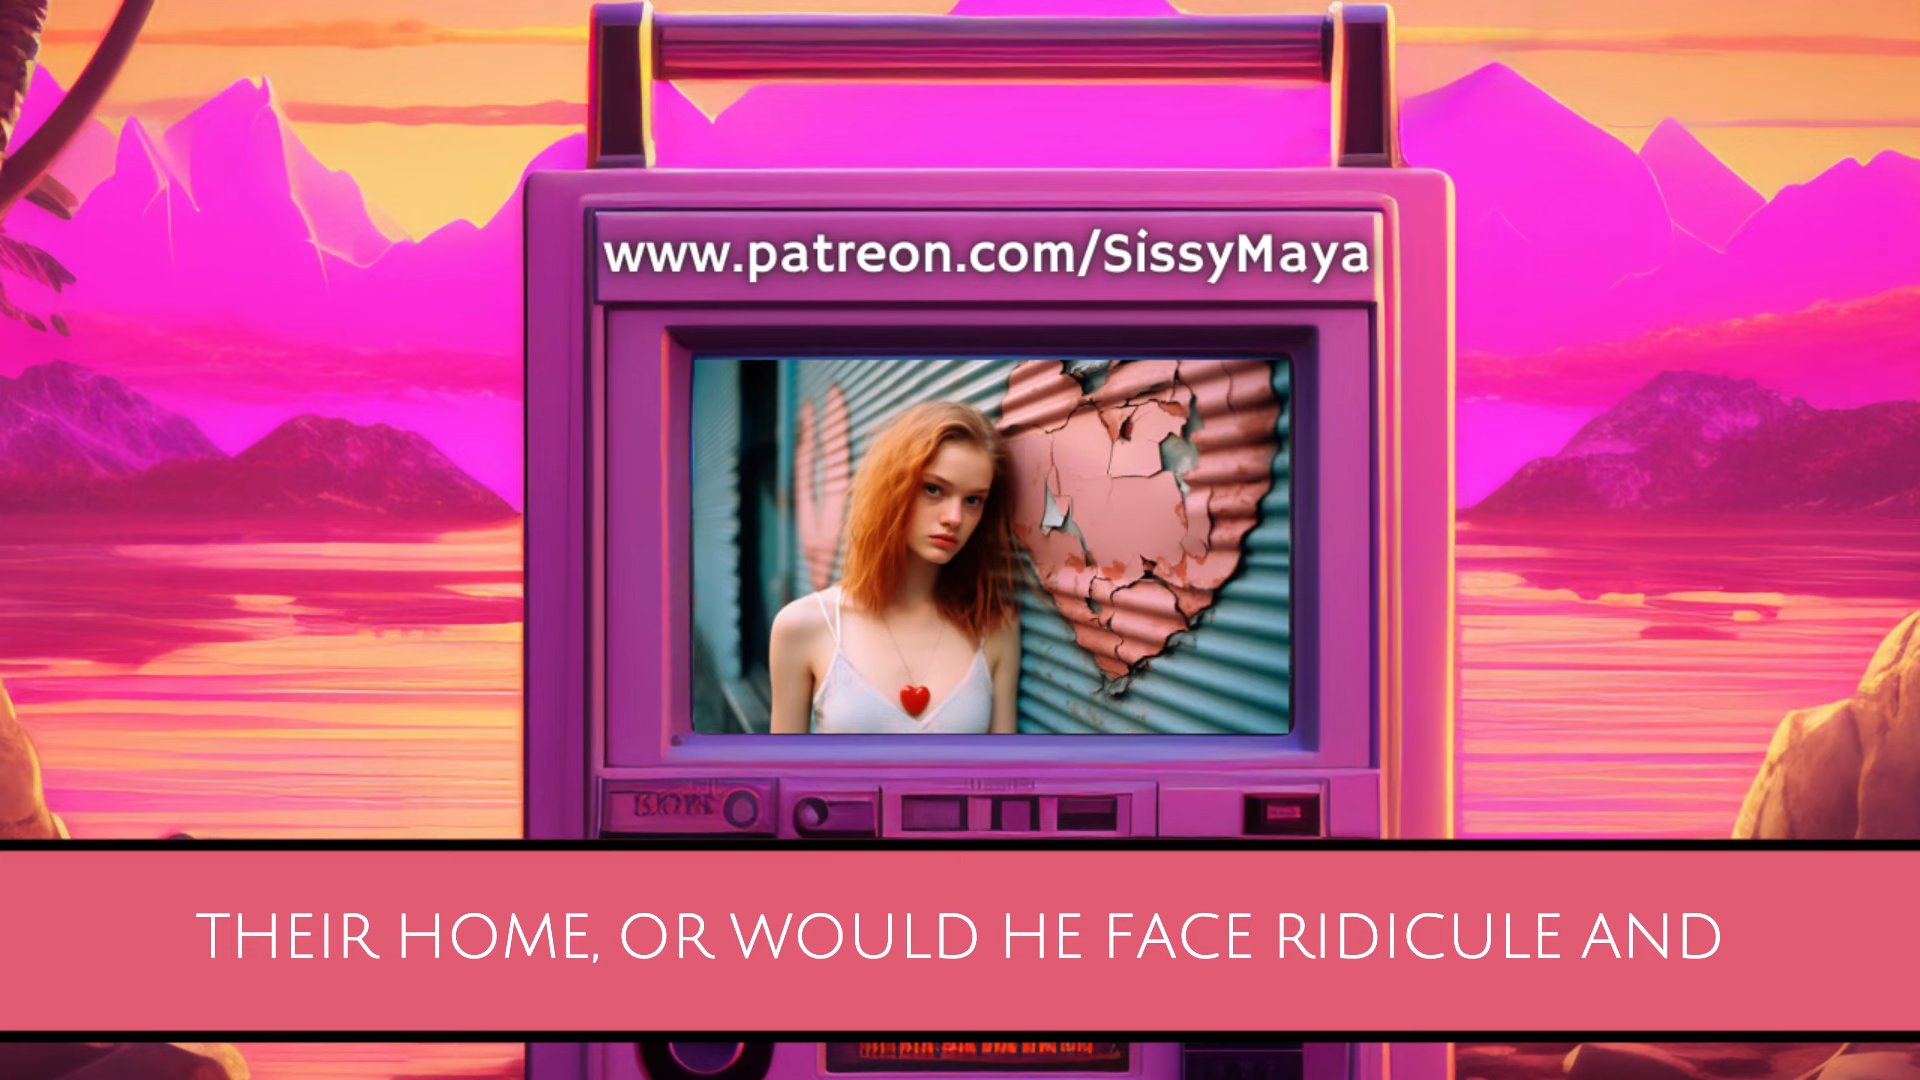 www.patreon.com/SissyMaya
THEIR HOME, OR WOULD HE FACE RIDICULE AND